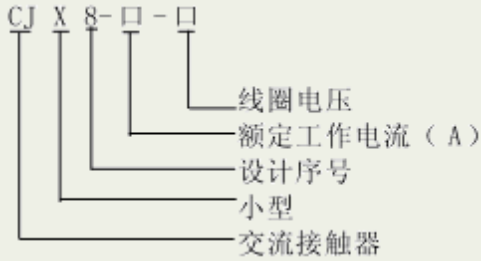 CJ X 8-口-口
线圈电压
额定工作电流（A）
设计序号
小型
交流接触器